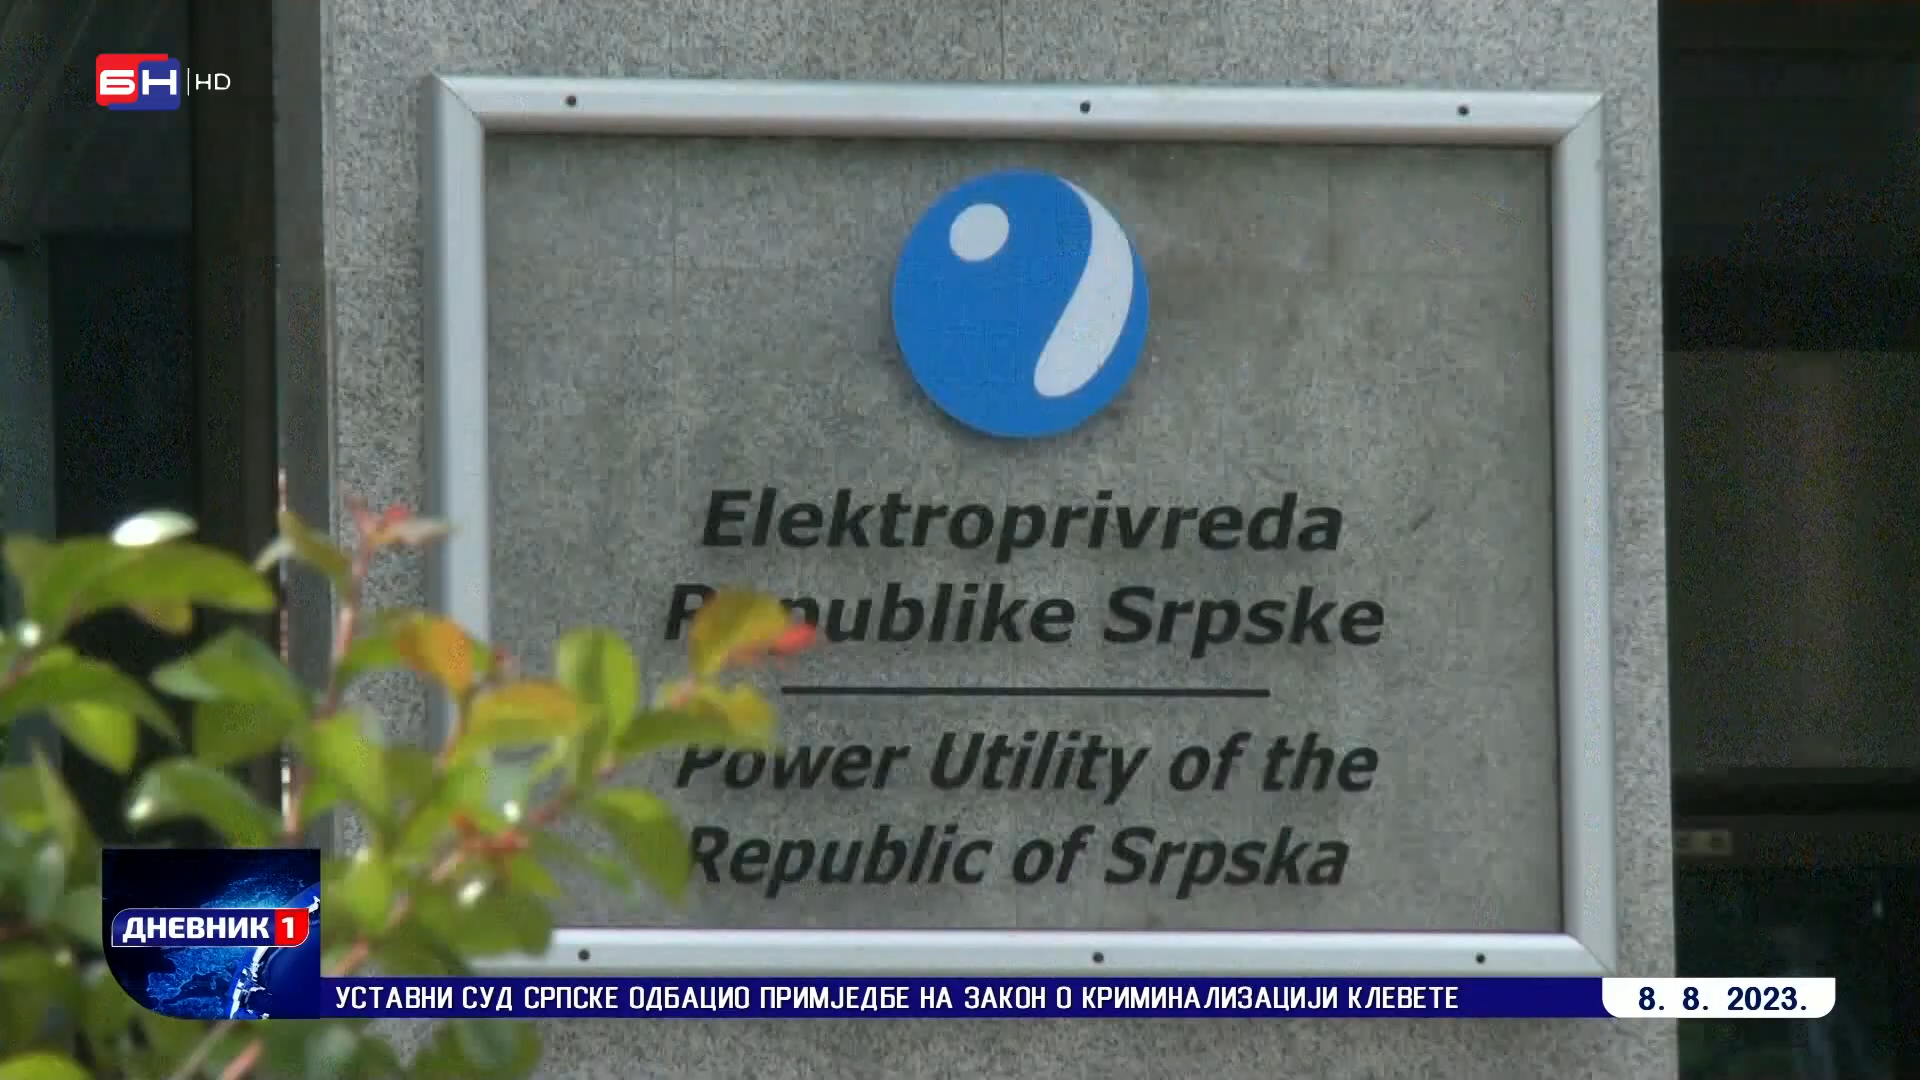 БН HD
Elektroprivreda
Republike Srpske
Power Utility of the
Republic of Srpska
ДНЕВНИК 1
УСТАВНИ СУД СРПСКЕ ОДБАЦИО ПРИМЈЕДБЕ НА ЗАКОН О КРИМИНАЛИЗАЦИЈИ КЛЕВЕТЕ
8. 8. 2023.